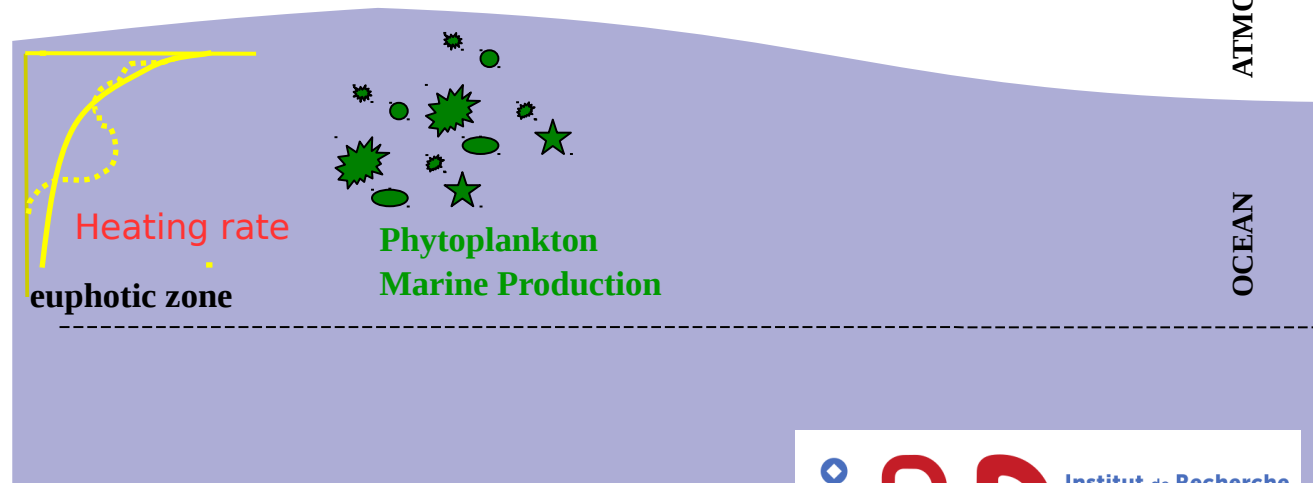 OCEAN
Heating rate
Phytoplankton
Marine Production
euphotic zone
Institut de Recherche